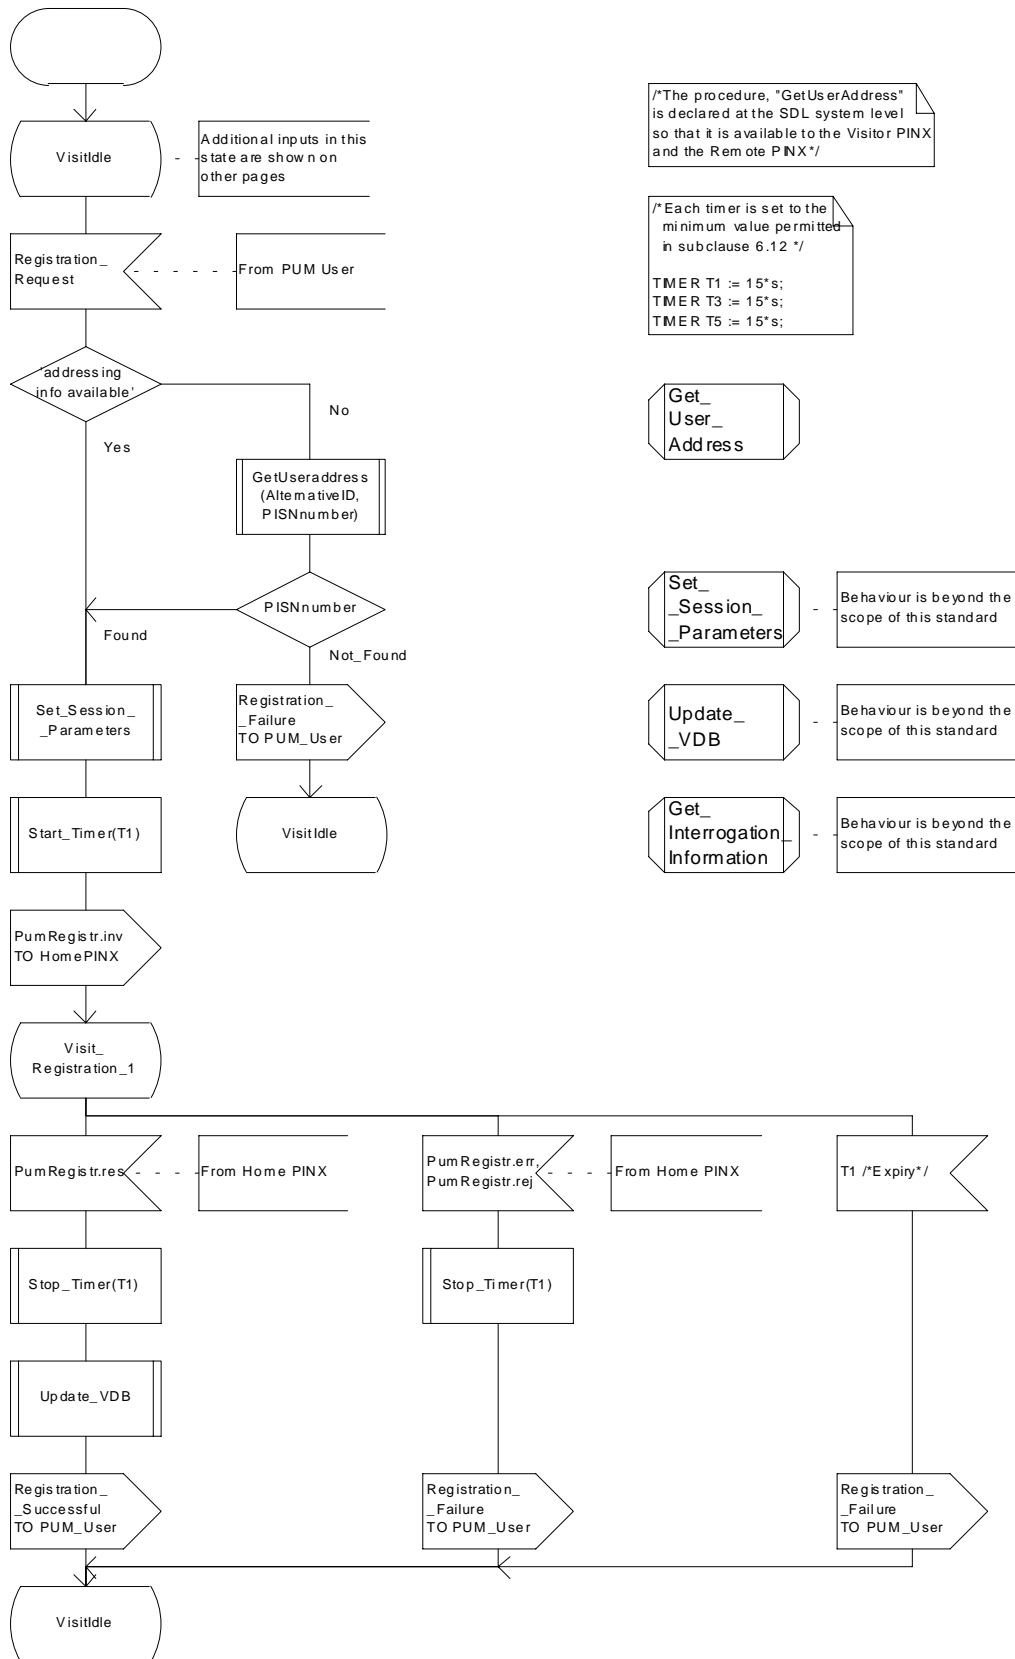 VisitIdle
Additional inputs in this
state are shown on
other pages
/*The procedure, "GetUserAddress"
is declared at the SDL system level
so that it is available to the Visitor PINX
and the Remote PINX*/
Registration_
Request
From PUM User
/*Each timer is set to the
minimum value permitted
in subclause 6.12 */
TIMER T1 := 15*s;
TIMER T3 := 15*s;
TIMER T5 := 15*s;
'addressing
info available'
No
Yes
Get_
User_
Address
GetUseraddress
(AlternativeID,
PISNnumber)
PISNnumber
Found
Not_Found
Set_
_Session_
_Parameters
Behaviour is beyond the
scope of this standard
Set_Session_
_Parameters
Registration_
_Failure
TO PUM_User
Update_
_VDB
Behaviour is beyond the
scope of this standard
Start_Timer(T1)
VisitIdle
Get_
Interrogation_
Information
Behaviour is beyond the
scope of this standard
PumRegistr.inv
TO HomePINX
Visit_
Registration_1
PumRegistr.res
From Home PINX
PumRegistr.err,
PumRegistr.rej
From Home PINX
T1 /*Expiry*/
Stop_Timer(T1)
Stop_Timer(T1)
Update_VDB
Registration_
_Successful
TO PUM_User
Registration_
_Failure
TO PUM_User
Registration_
_Failure
TO PUM_User
VisitIdle